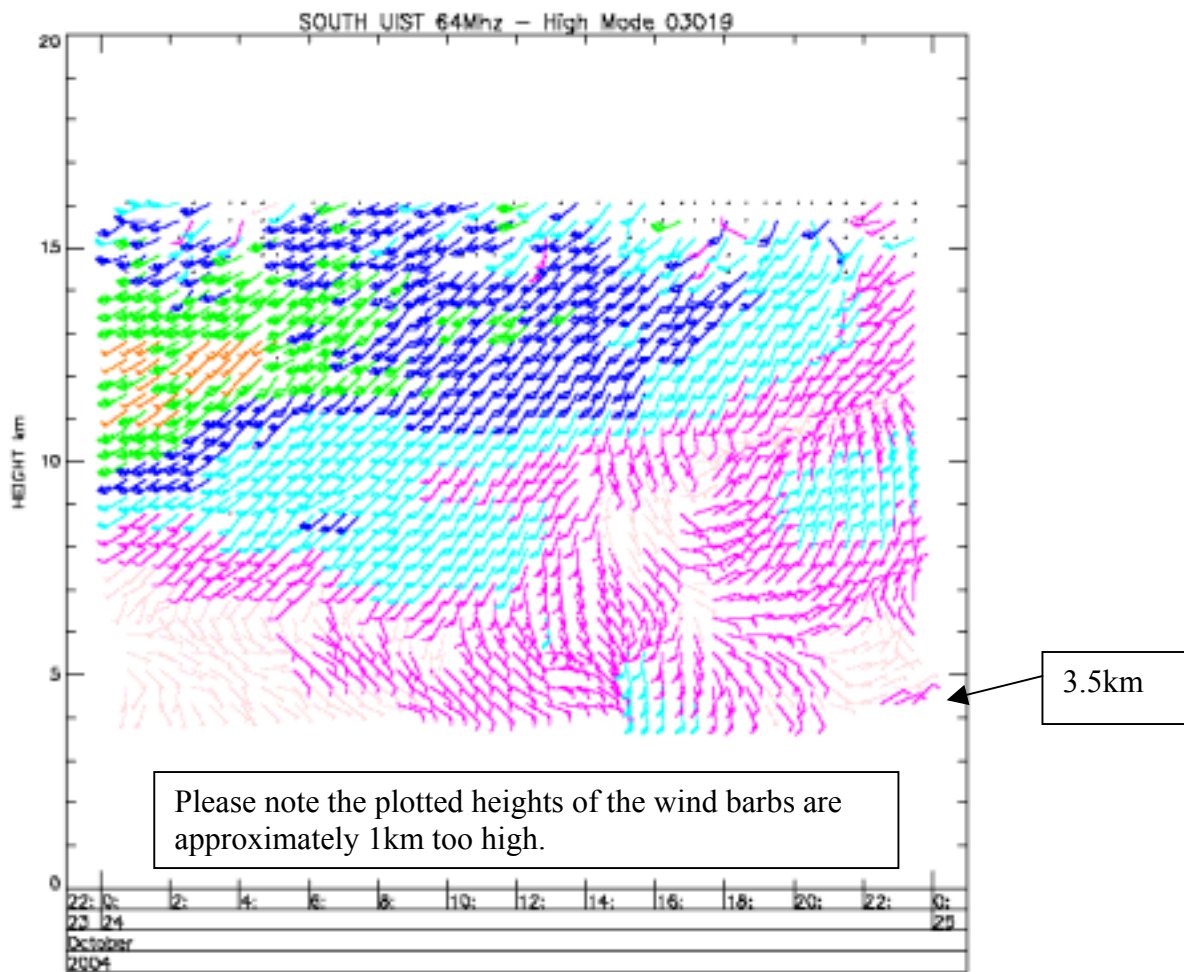 SOUTH UIST 64Mhz – High Mode 03019
20
15
HEIGHT km
10
5
3.5km
Please note the plotted heights of the wind barbs are
approximately 1km too high.
0
22: 0: 2: 4: 6: 8: 10: 12: 14: 16: 18: 20: 22: 0:
23 24 25
October
2004